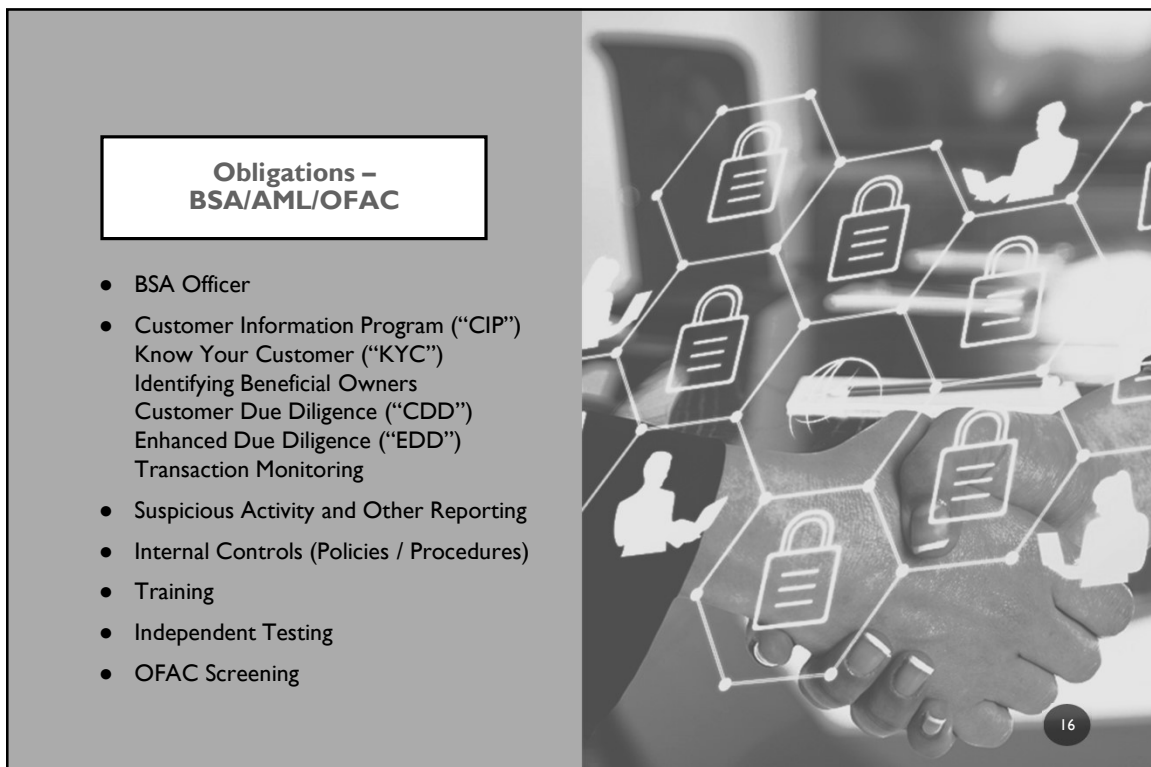 Obligations –
BSA/AML/OFAC
● BSA Officer
● Customer Information Program (“CIP”)
Know Your Customer (“KYC”)
Identifying Beneficial Owners
Customer Due Diligence (“CDD”)
Enhanced Due Diligence (“EDD”)
Transaction Monitoring
● Suspicious Activity and Other Reporting
● Internal Controls (Policies / Procedures)
● Training
● Independent Testing
● OFAC Screening
16